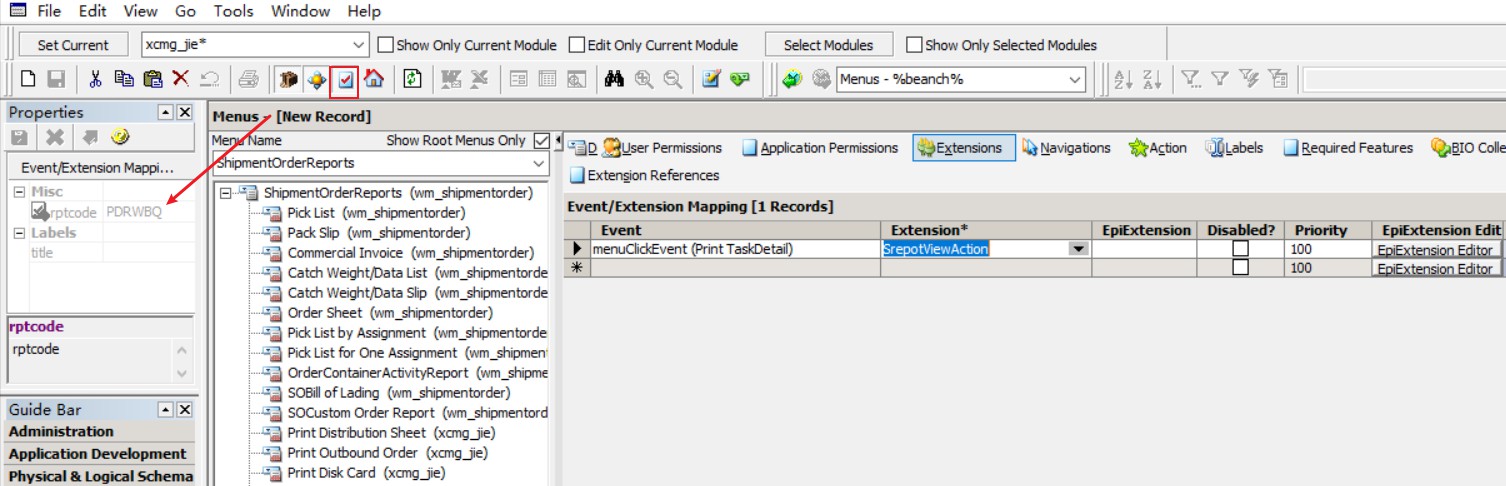 File Edit View Go Tools Window Help
Set Current xcmg_jie* Show Only Current Module Edit Only Current Module Select Modules Show Only Selected Modules
Menus - %beanch%
Properties
Menus - [New Record]
Menu Name Show Root Menus Only
D User Permissions Application Permissions Extensions Navigations Action Labels Required Features BIO Colle
ShipmentOrderReports
Event/Extension Mappi...
Extension References
Misc
rptcode PDRWBQ
Labels
title
rptcode
rptcode
Guide Bar
Administration
Application Development
Physical & Logical Schema
ShipmentOrderReports (wm_shipmentorder)
Pick List (wm_shipmentorder)
Pack Slip (wm_shipmentorder)
Commercial Invoice (wm_shipmentorder)
Catch Weight/Data List (wm_shipmentorde
Catch Weight/Data Slip (wm_shipmentorde
Order Sheet (wm_shipmentorder)
Pick List by Assignment (wm_shipmentorde
Pick List for One Assignment (wm_shipment
OrderContainerActivityReport (wm_shipme
SOBill of Lading (wm_shipmentorder)
SOCustom Order Report (wm_shipmentord
Print Distribution Sheet (xcmg_jie)
Print Outbound Order (xcmg_jie)
Print Disk Card (xcmg_jie)
Event/Extension Mapping [1 Records]
Event Extension* EpiExtension Disabled? Priority EpiExtension Edit
menuClickEvent (Print TaskDetail) SrepotViewAction 100 EpiExtension Editor
100 EpiExtension Editor